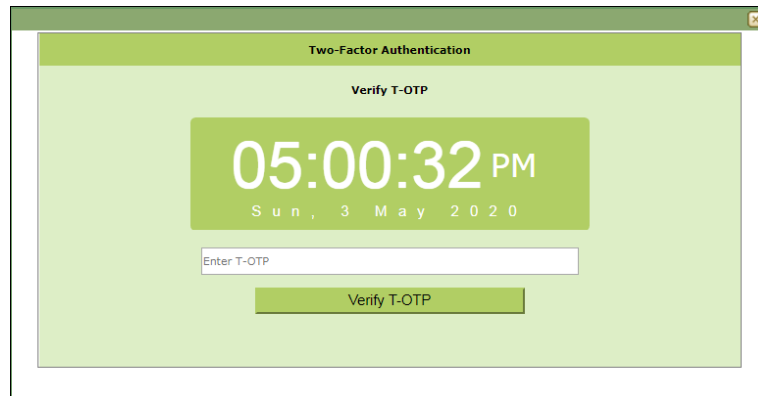 Two-Factor Authentication
Verify T-OTP
05:00:32 PM
Sun, 3 May 2020
Enter T-OTP
Verify T-OTP